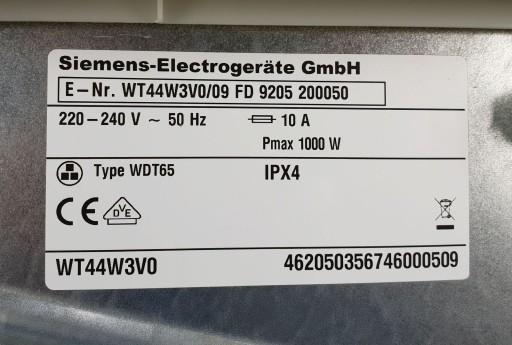 Siemens-Electrogeräte GmbH
E-Nr. WT44W3V0/09 FD 9205 200050
220-240 V ~ 50 Hz 10 A
Pmax 1000 W
Type WDT65 IPX4
CE DVE
WT44W3V0 462050356746000509